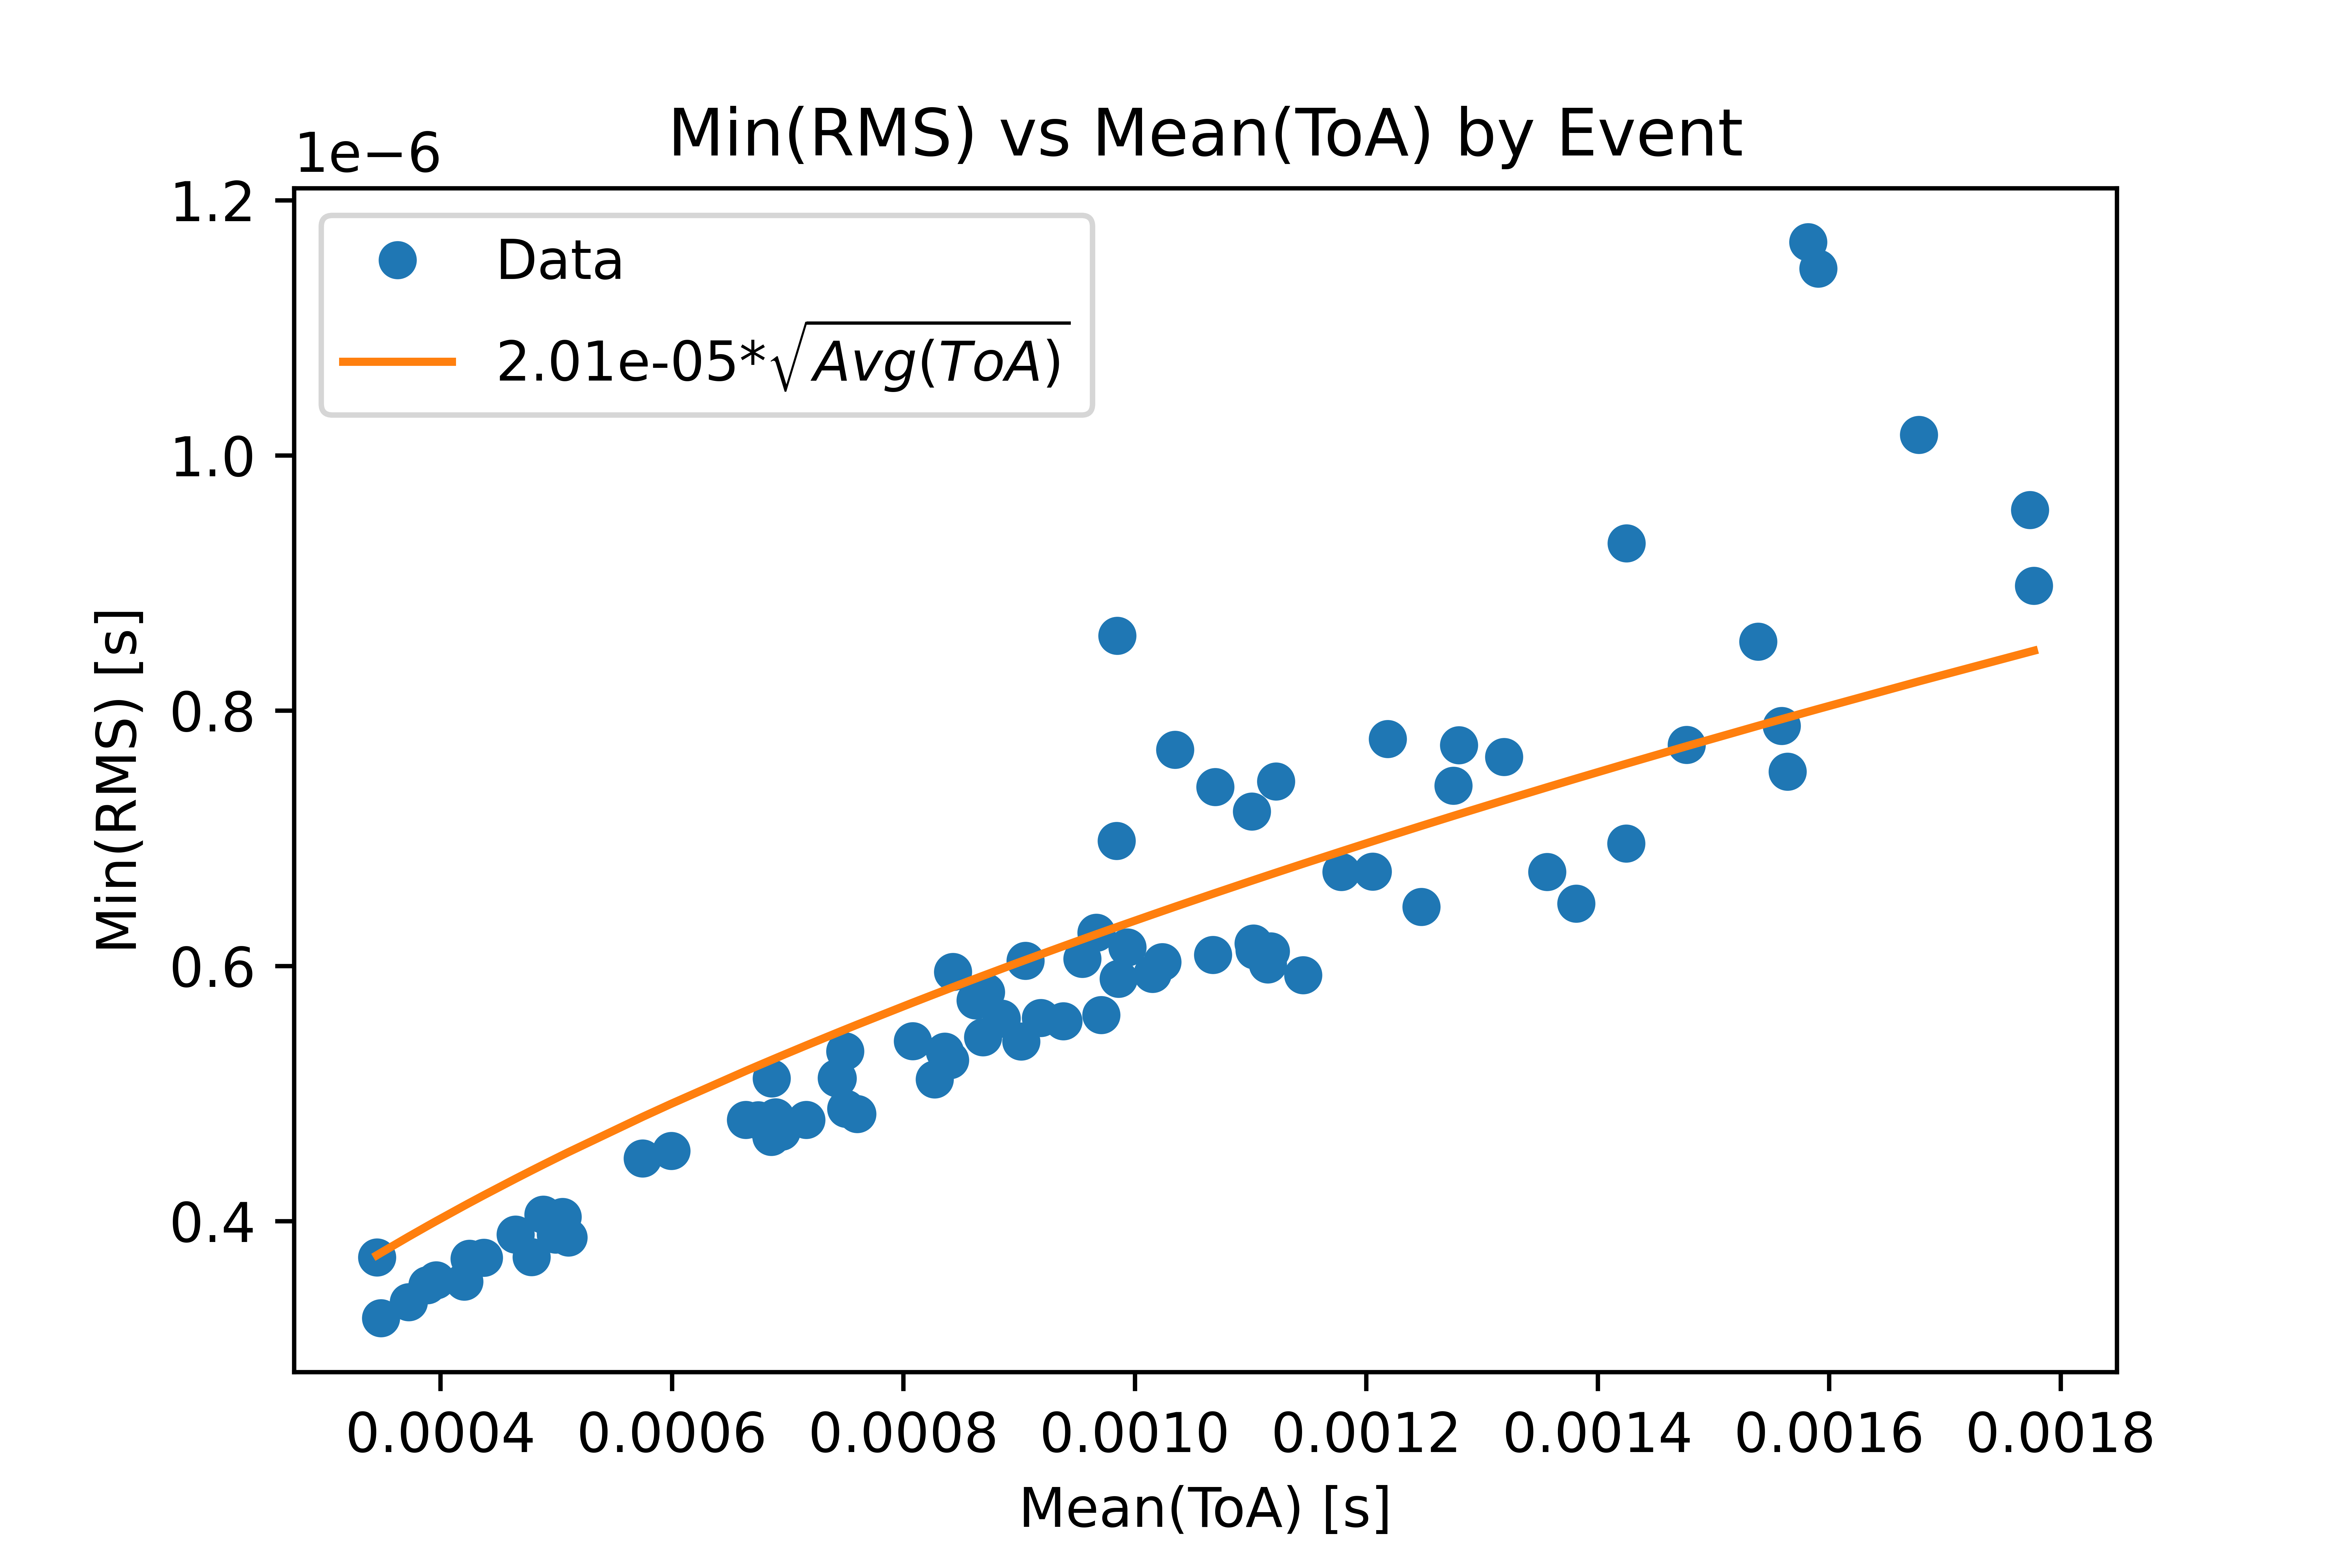 Min(RMS) vs Mean(ToA) by Event
1e−6
1.2
1.0
0.8
0.6
0.4
Min(RMS) [s]
Data
2.01e-05*√Avg(ToA)
0.0004 0.0006 0.0008 0.0010 0.0012 0.0014 0.0016 0.0018
Mean(ToA) [s]